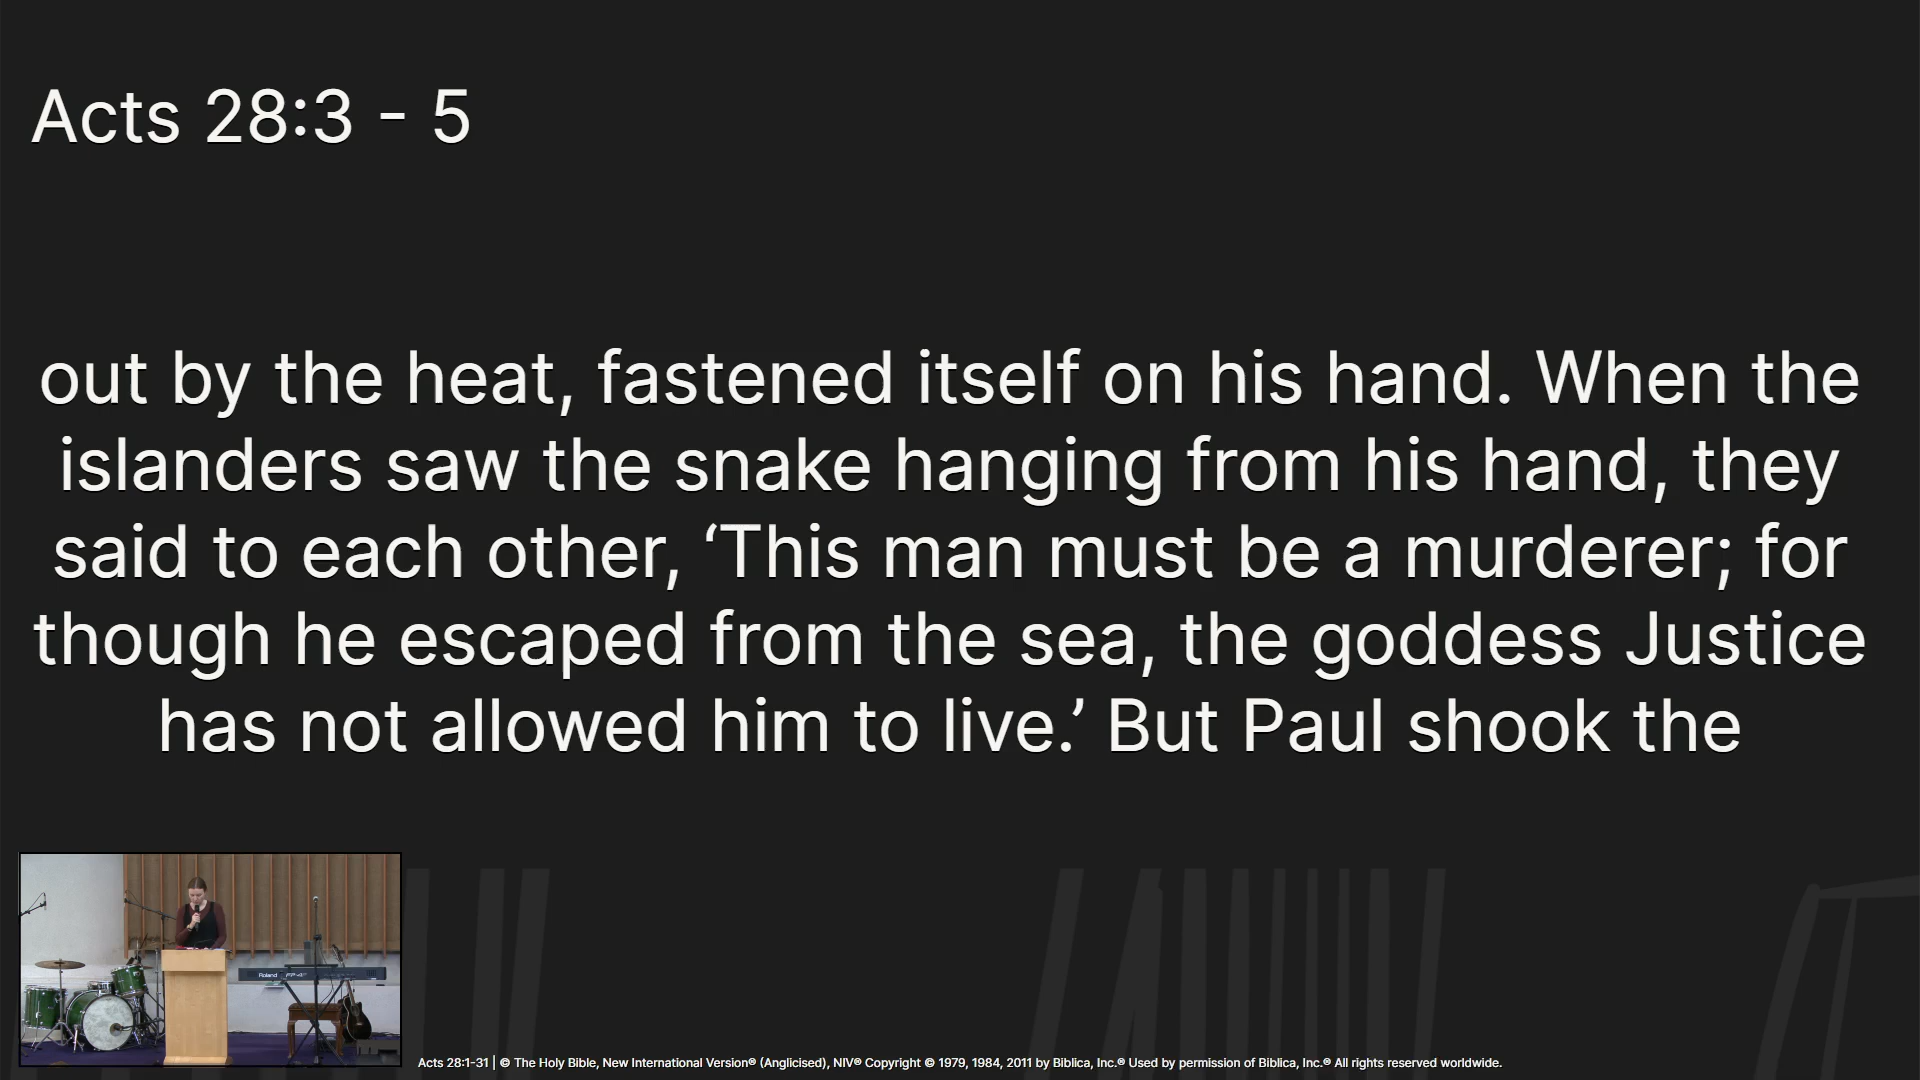 Acts 28:3 - 5
out by the heat, fastened itself on his hand. When the
islanders saw the snake hanging from his hand, they
said to each other, ‘This man must be a murderer; for
though he escaped from the sea, the goddess Justice
has not allowed him to live.’ But Paul shook the
Roland FP-4F
Acts 28:1-31 | © The Holy Bible, New International Version® (Anglicised), NIV® Copyright © 1979, 1984, 2011 by Biblica, Inc.® Used by permission of Biblica, Inc.® All rights reserved worldwide.